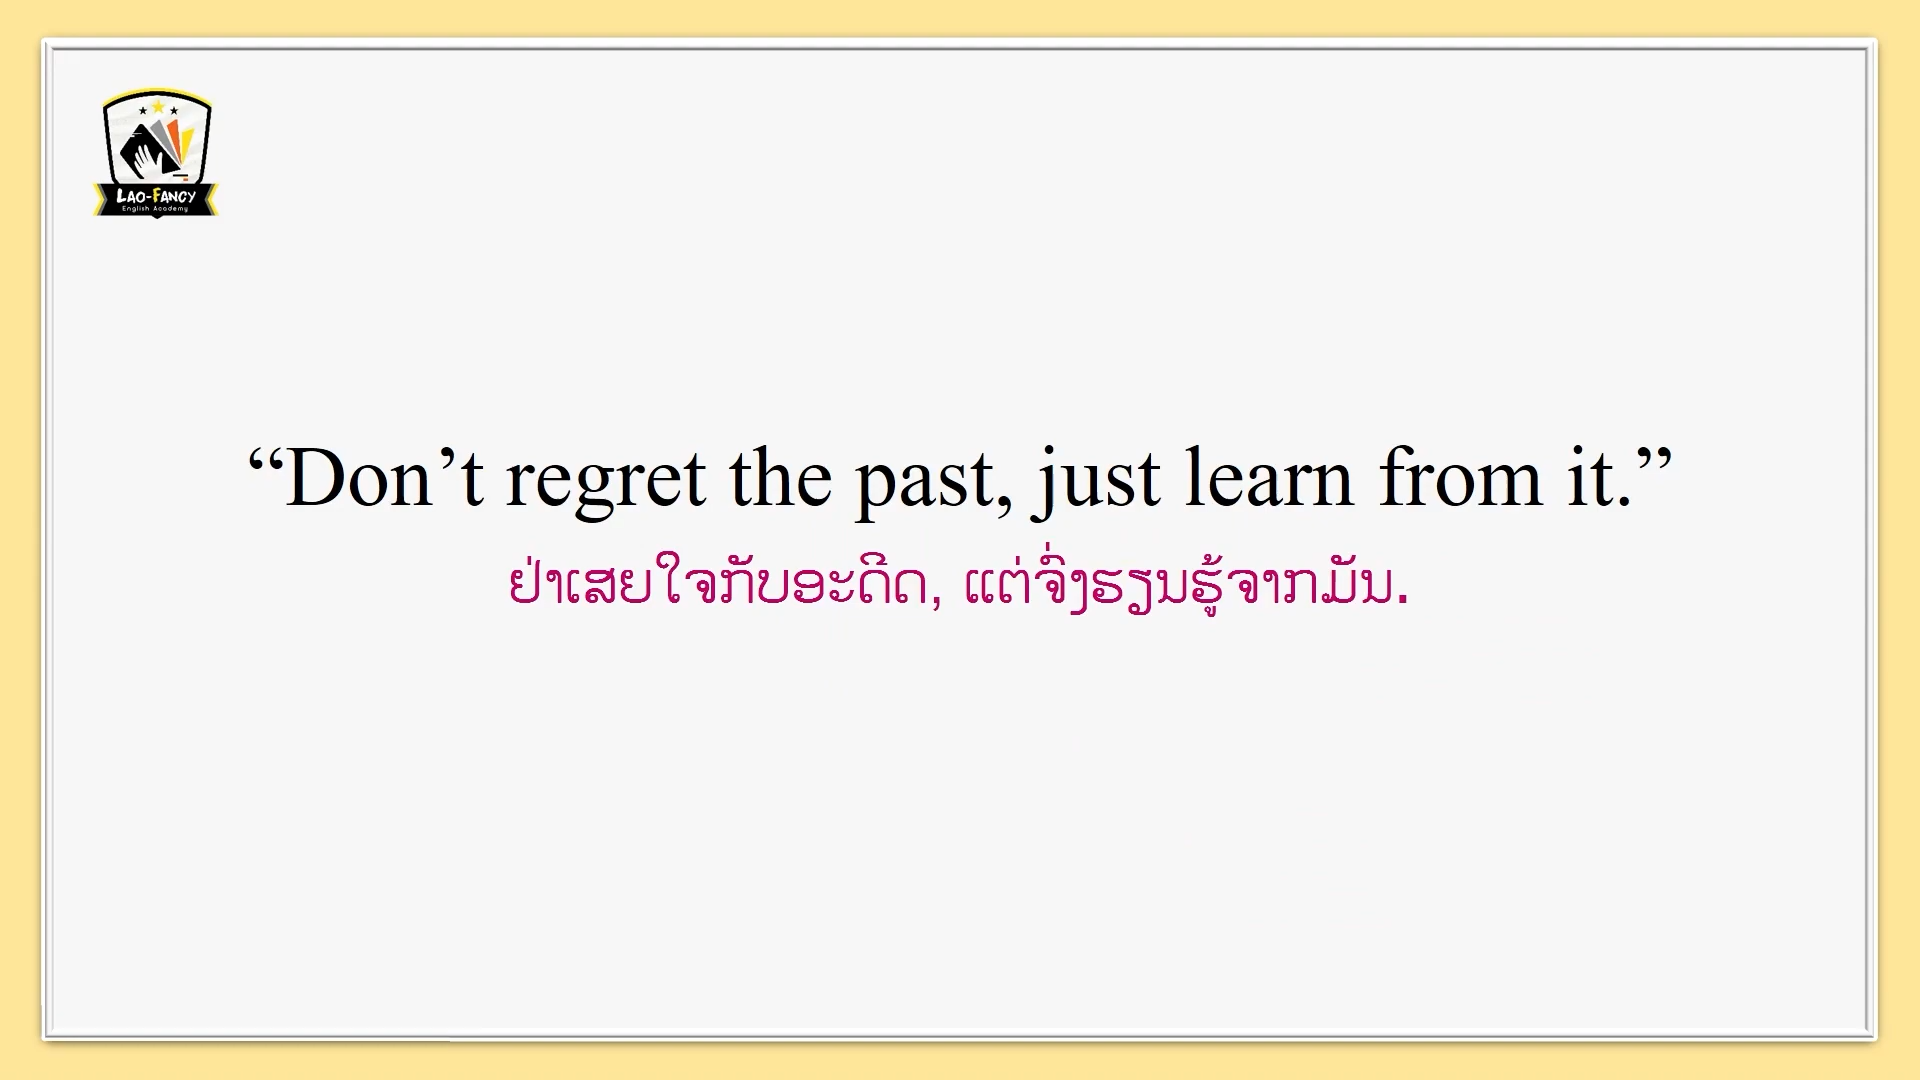 LAO-FANCY
English Academy
“Don’t regret the past, just learn from it.”
ຢ່າເສຍໃຈກັບອະດີດ, ແຕ່ຈົ່ງຮຽນຮູ້ຈາກມັນ.